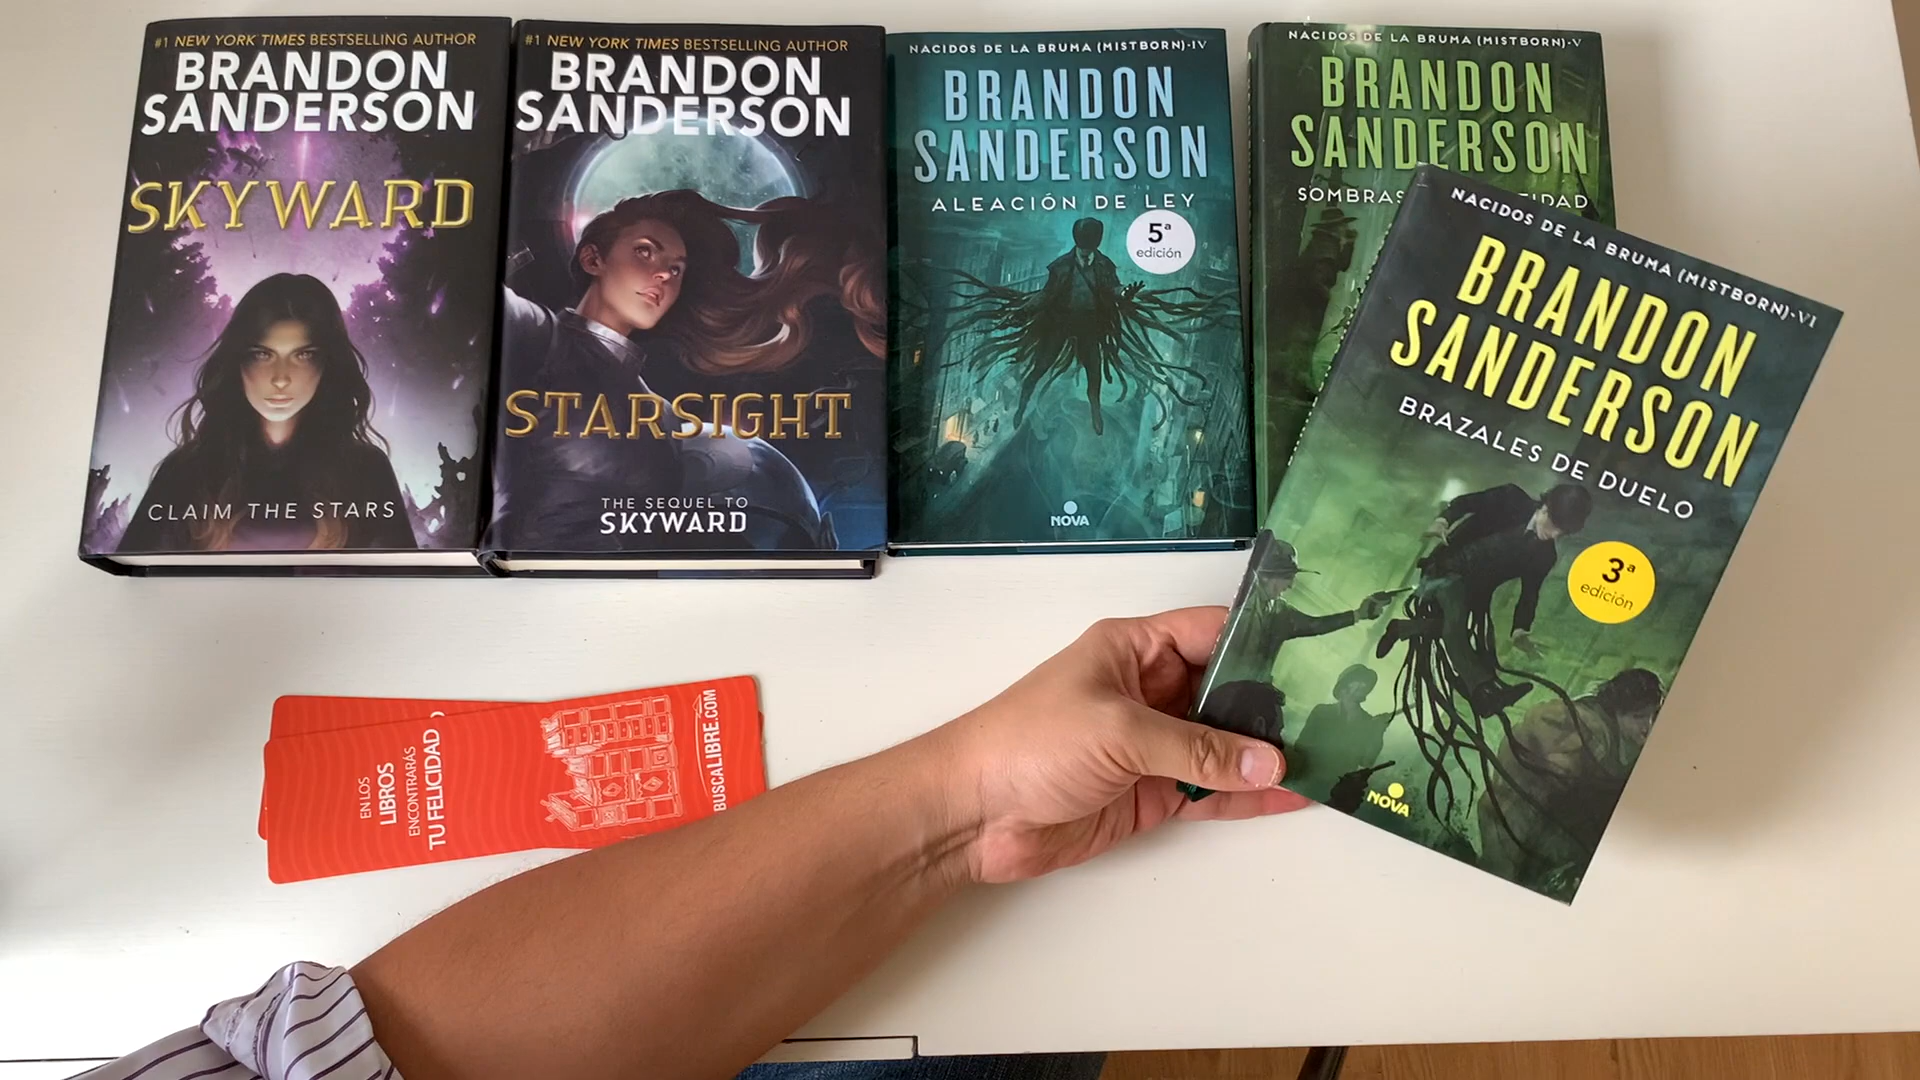 #1 NEW YORK TIMES BESTSELLING AUTHOR
BRANDON
SANDERSON
SKYWARD
CLAIM THE STARS
#1 NEW YORK TIMES BESTSELLING AUTHOR
BRANDON
SANDERSON
STARSIGHT
THE SEQUEL TO
SKYWARD
NACIDOS DE LA BRUMA (MISTBORN)-IV
BRANDON
SANDERSON
ALEACIÓN DE LEY
5ª
edición
NOVA
NACIDOS DE LA BRUMA (MISTBORN)-V
BRANDON
SANDERSON
SOMBRAS
NACIDOS DE LA BRUMA (MISTBORN)-VI
BRANDON
SANDERSON
BRAZALES DE DUELO
3ª
edición
NOVA
EN LOS
LIBROS
ENCONTRARÁS
TU FELICIDAD
BUSCALIBRE.COM